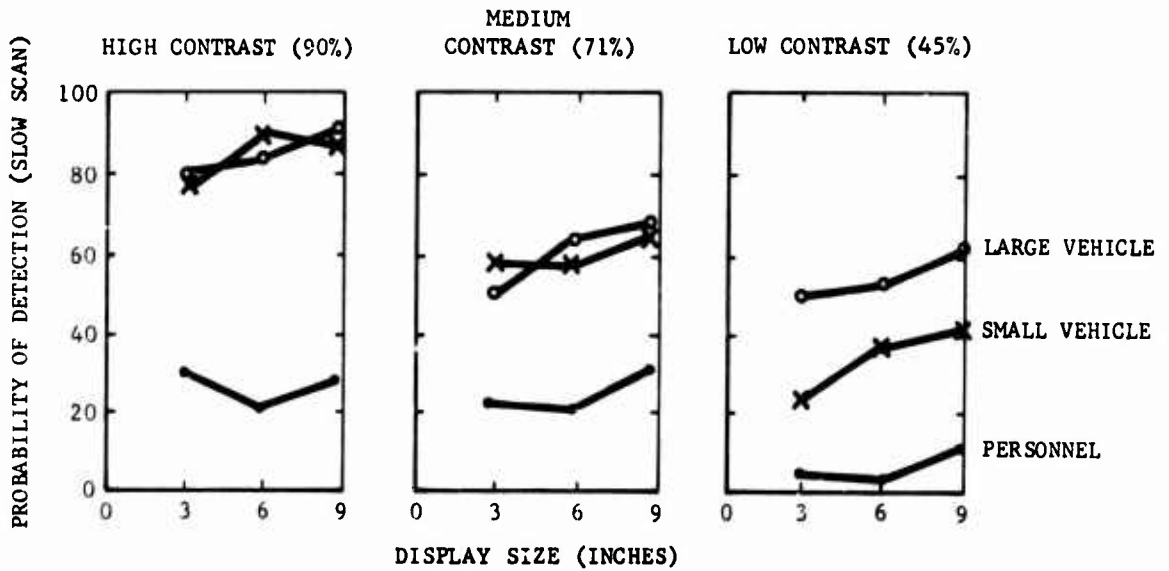 MEDIUM
HIGH CONTRAST (90%) CONTRAST (71%) LOW CONTRAST (45%)
PROBABILITY OF DETECTION (SLOW SCAN)
100
80
60
40
20
0
LARGE VEHICLE
SMALL VEHICLE
PERSONNEL
0 3 6 9 0 3 6 9 0 3 6 9
DISPLAY SIZE (INCHES)